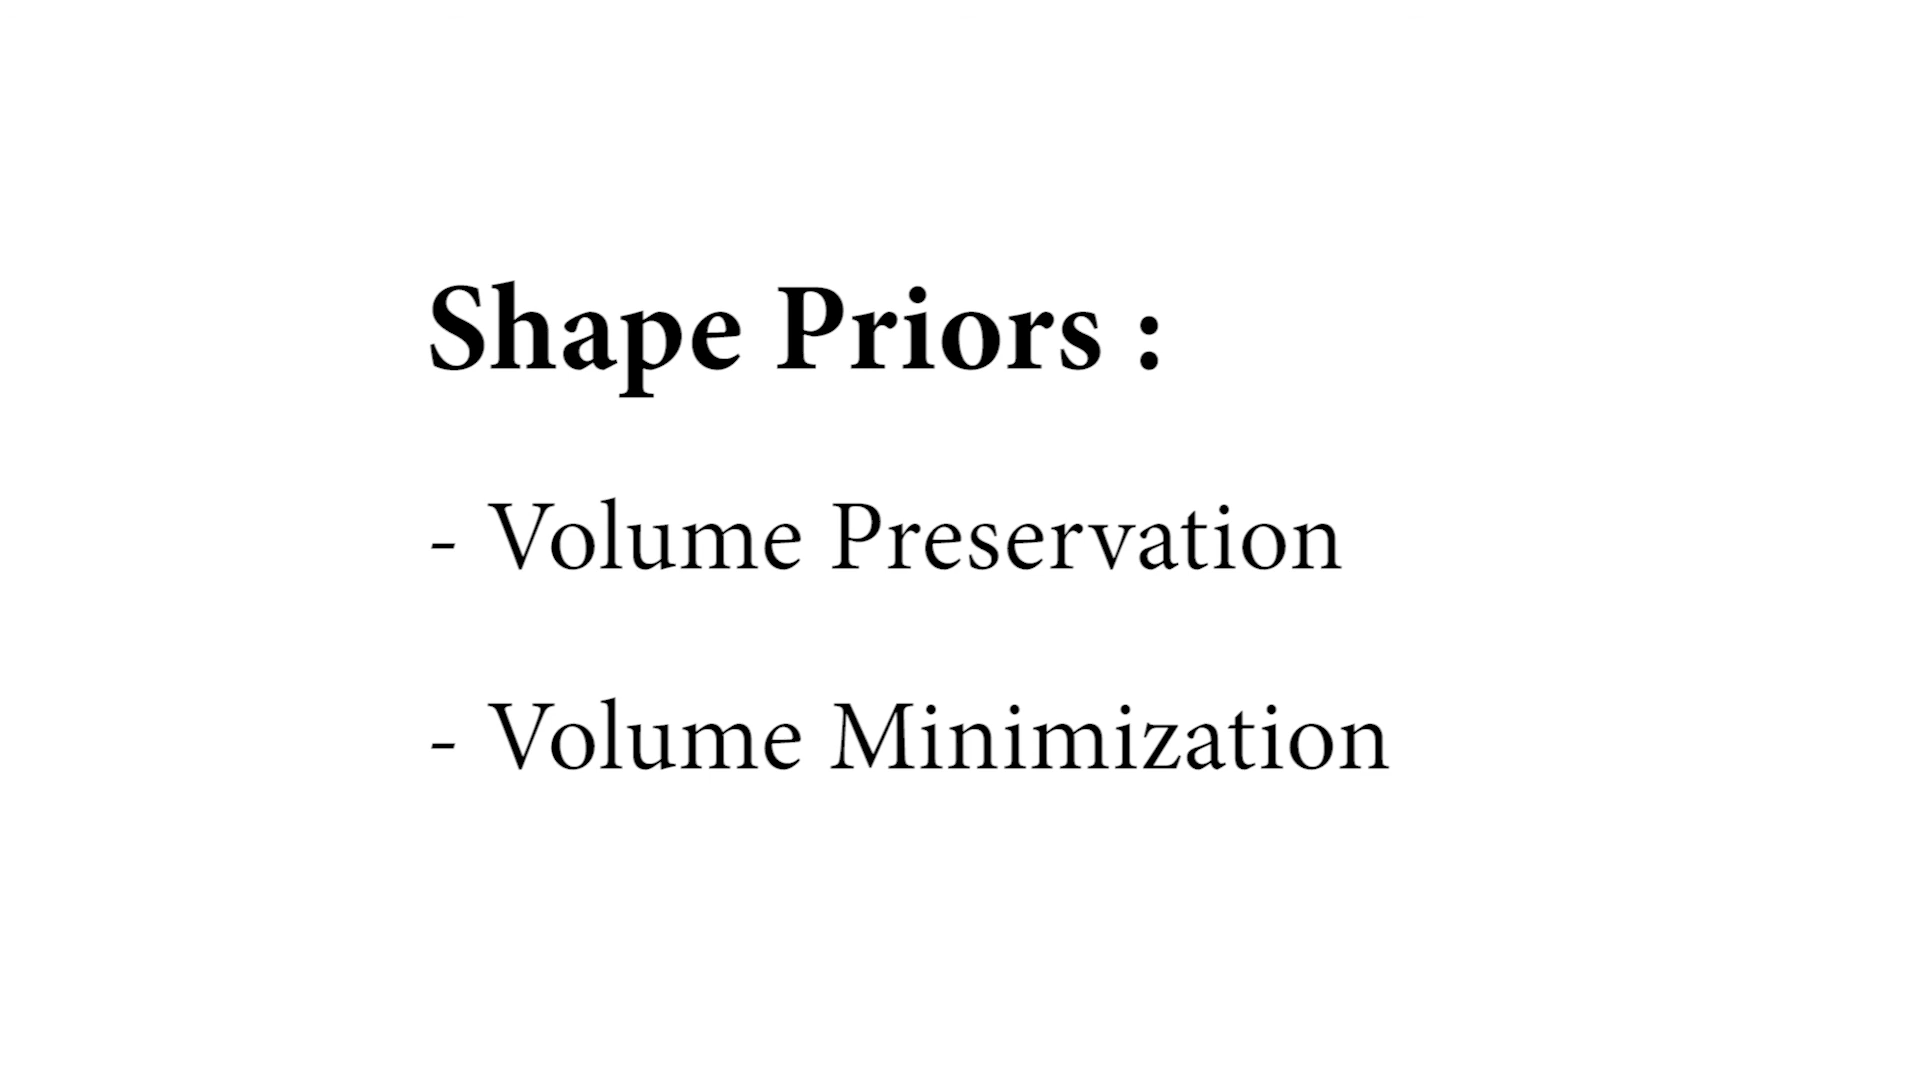 Shape Priors :
- Volume Preservation
- Volume Minimization